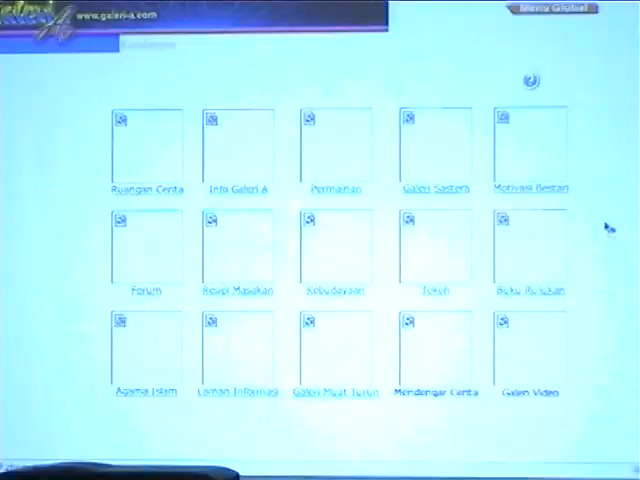 www.galeri-a.com
Menu Global
Ruangan Cerita
Info Galeri A
Permainan
Galeri Sastera
Motivasi Bestari
Forum
Resipi Masakan
Kebudayaan
Tokoh
Buku Rujukan
Agama Islam
Laman Informasi
Galeri Muat Turun
Mendengar Cerita
Galeri Video